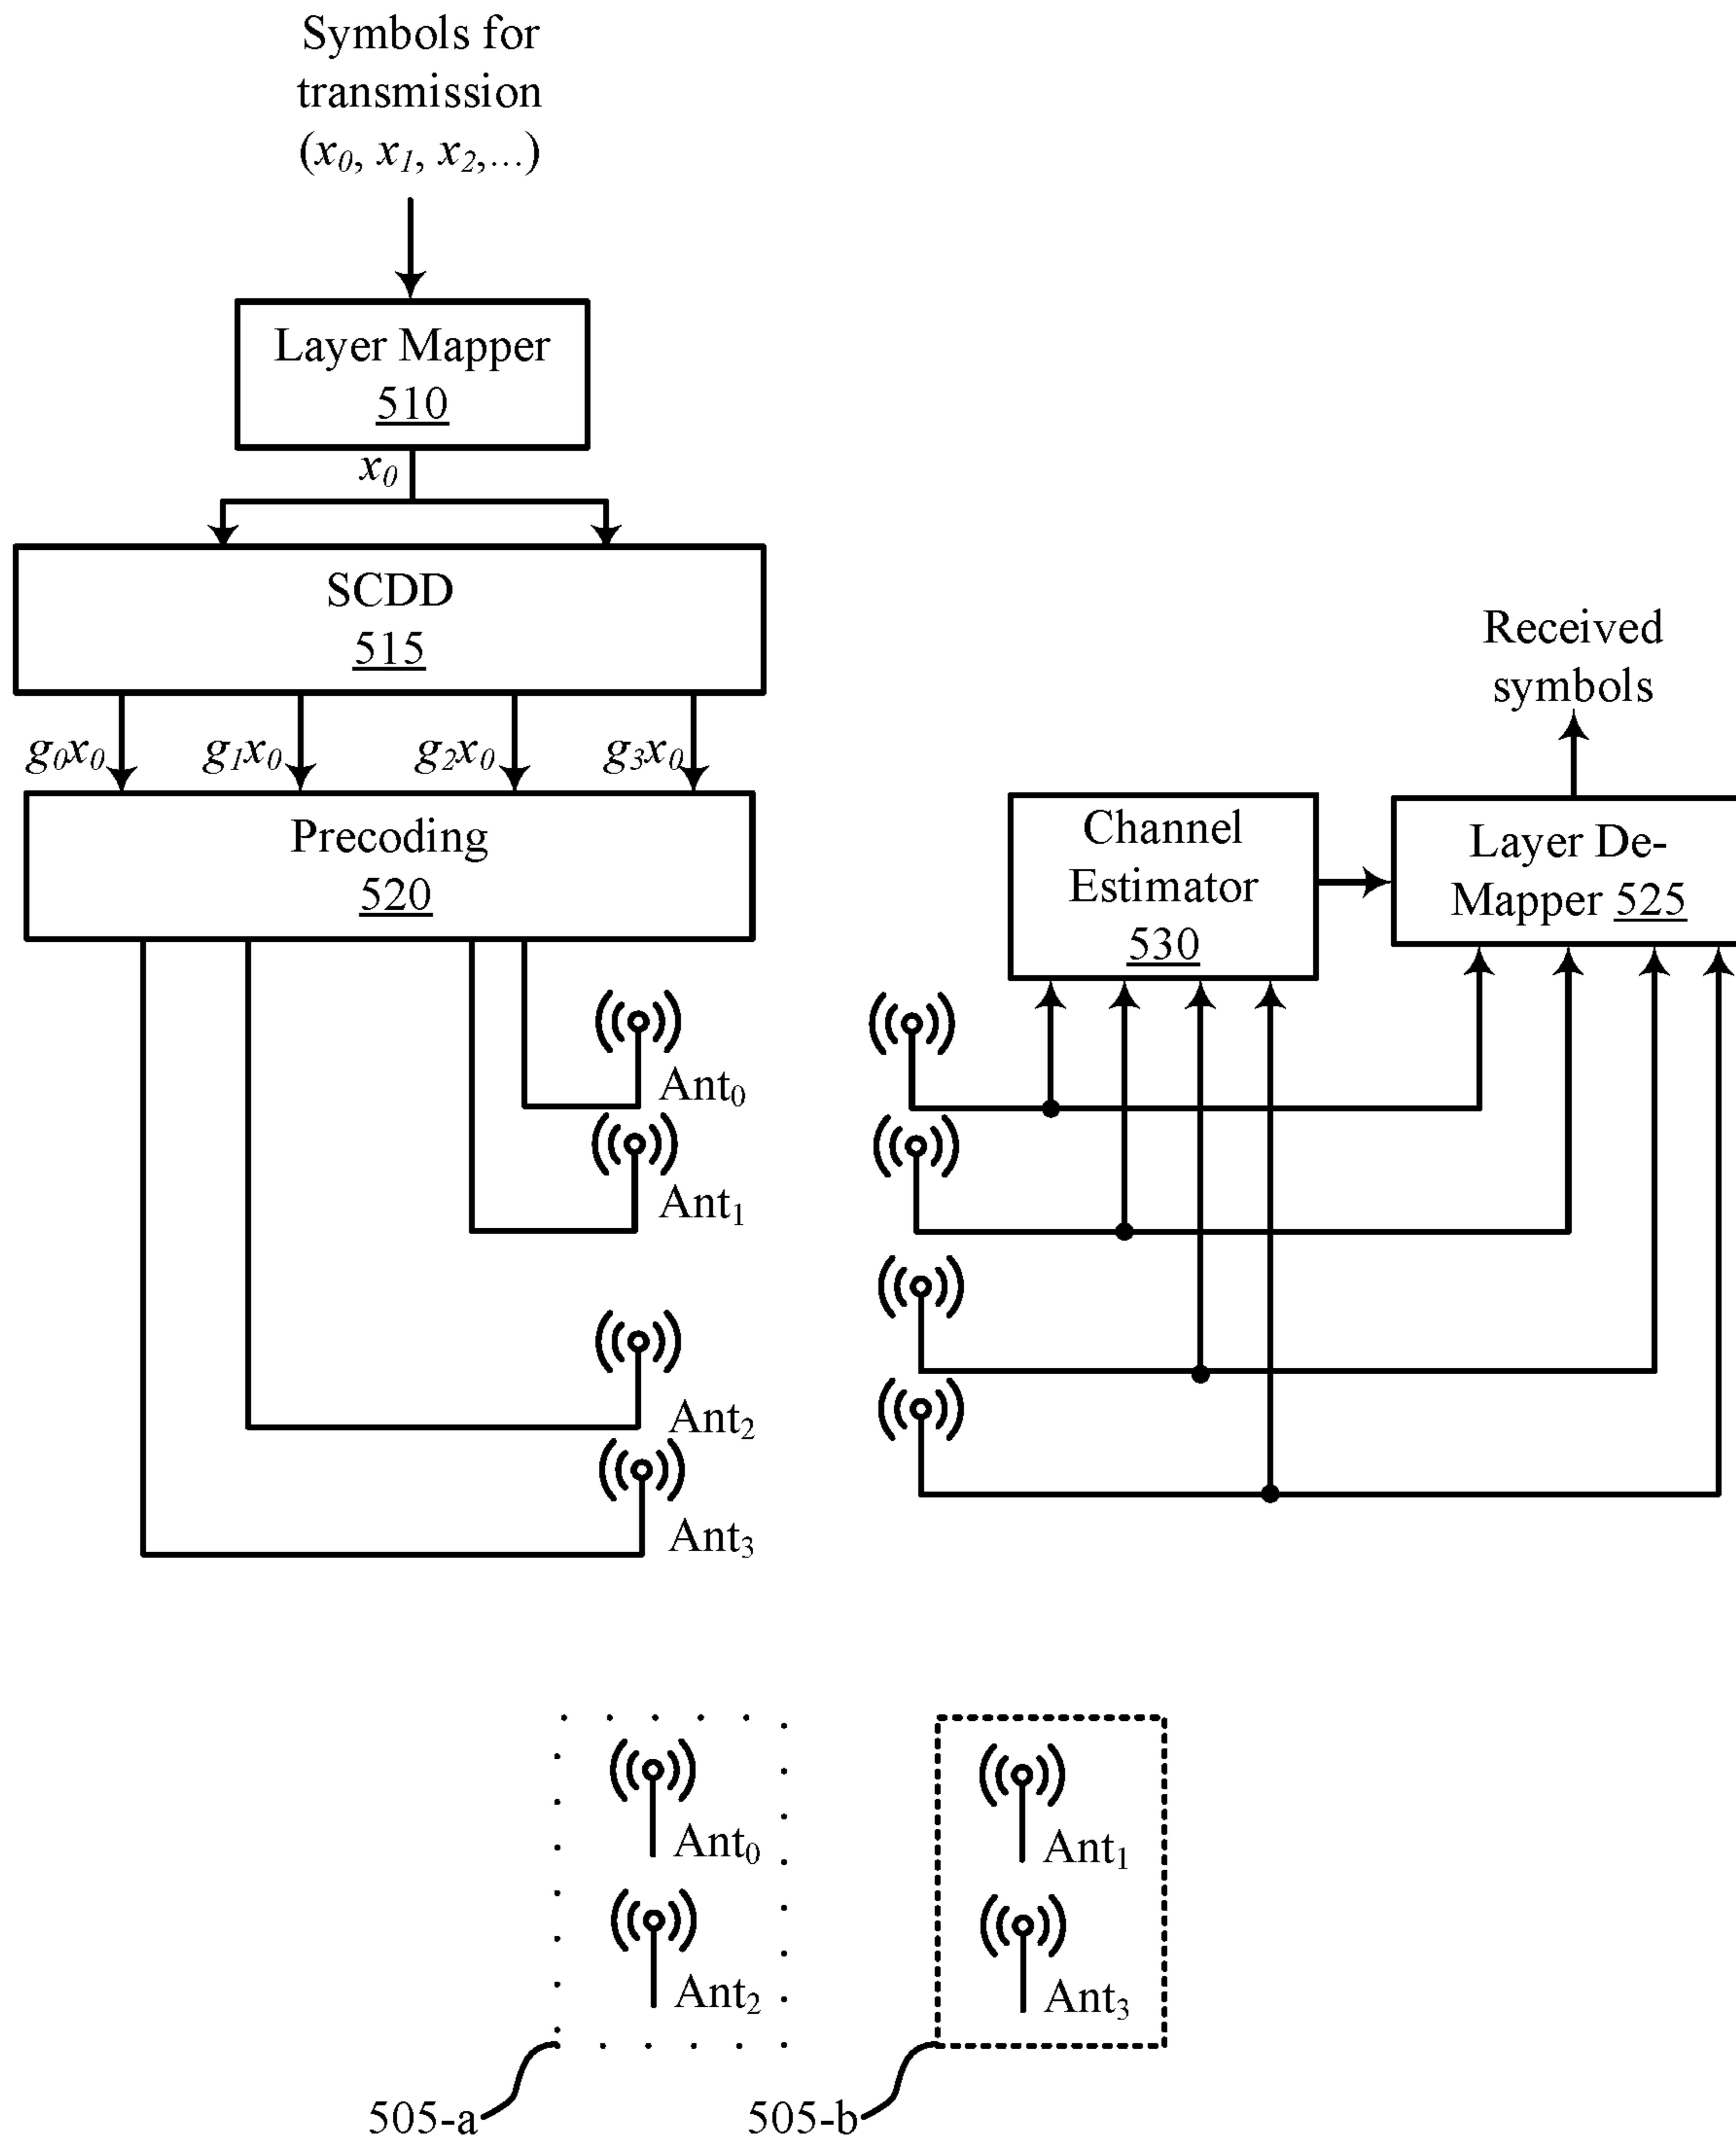 Symbols for
transmission
(x₀, x₁, x₂,...)
Layer Mapper
510
x₀
SCDD
515
g₀x₀ g₁x₀ g₂x₀ g₃x₀
Precoding
520
Ant₀
Ant₁
Ant₂
Ant₃
Received
symbols
Channel
Estimator
530
Layer De-
Mapper 525
Ant₀
Ant₂
505-a
Ant₁
Ant₃
505-b